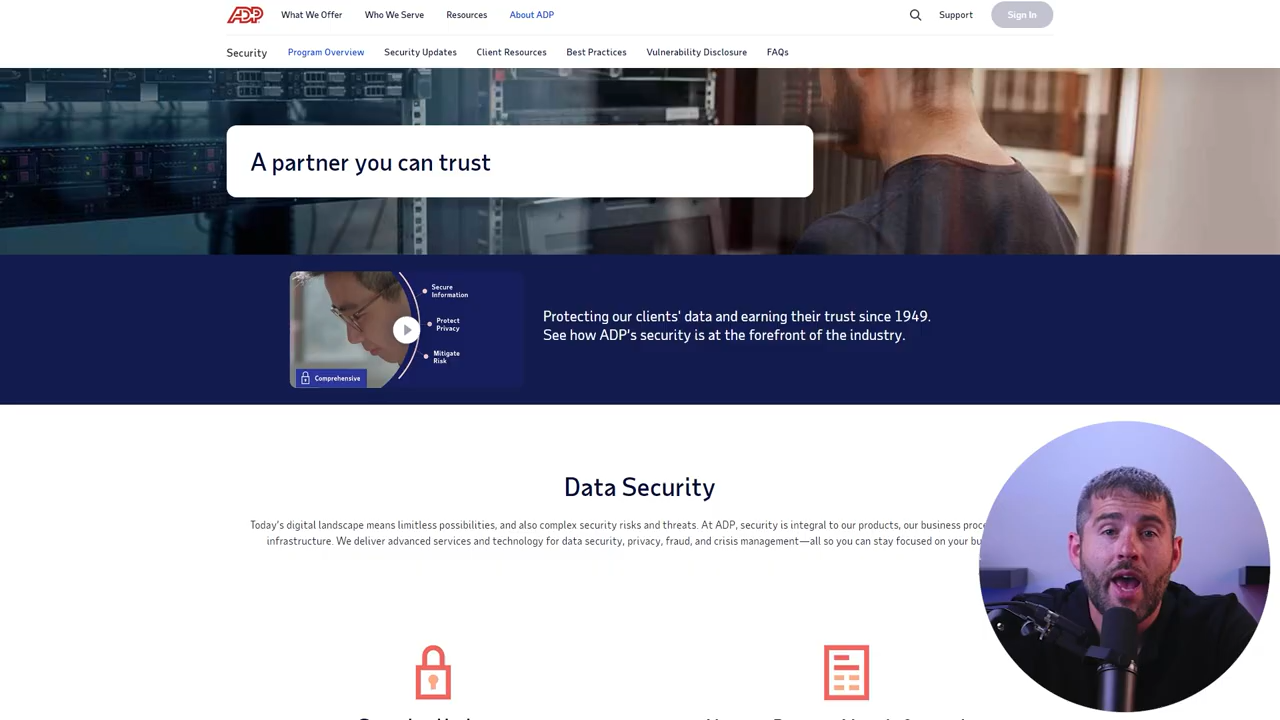 ADP
What We Offer
Who We Serve
Resources
About ADP
Support
Sign In
Security
Program Overview
Security Updates
Client Resources
Best Practices
Vulnerability Disclosure
FAQs
A partner you can trust
Secure
Information
Protect
Privacy
Mitigate
Risk
Comprehensive
Protecting our clients' data and earning their trust since 1949.
See how ADP's security is at the forefront of the industry.
Data Security
Today's digital landscape means limitless possibilities, and also complex security risks and threats. At ADP, security is integral to our products, our business
infrastructure. We deliver advanced services and technology for data security, privacy, fraud, and crisis management—all so you can stay focused on your